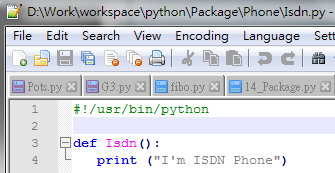 D:\Work\workspace\python\Package\Phone\Isdn.py -
File Edit Search View Encoding Language Sett
Pots.py G3.py fibo.py 14_Package.py
1 #!/usr/bin/python
2
3 def Isdn():
4 print ("I'm ISDN Phone")